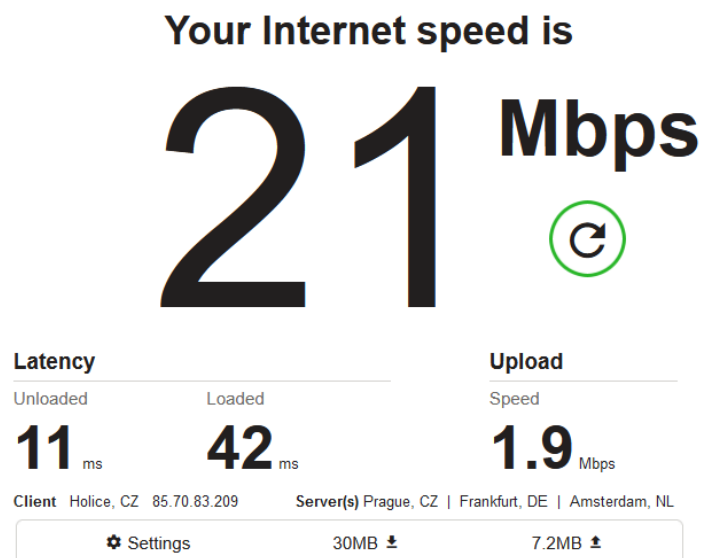 Your Internet speed is
21 Mbps
Latency Upload
Unloaded Loaded Speed
11 ms 42 ms 1.9 Mbps
Client Holice, CZ 85.70.83.209 Server(s) Prague, CZ | Frankfurt, DE | Amsterdam, NL
Settings 30MB 7.2MB